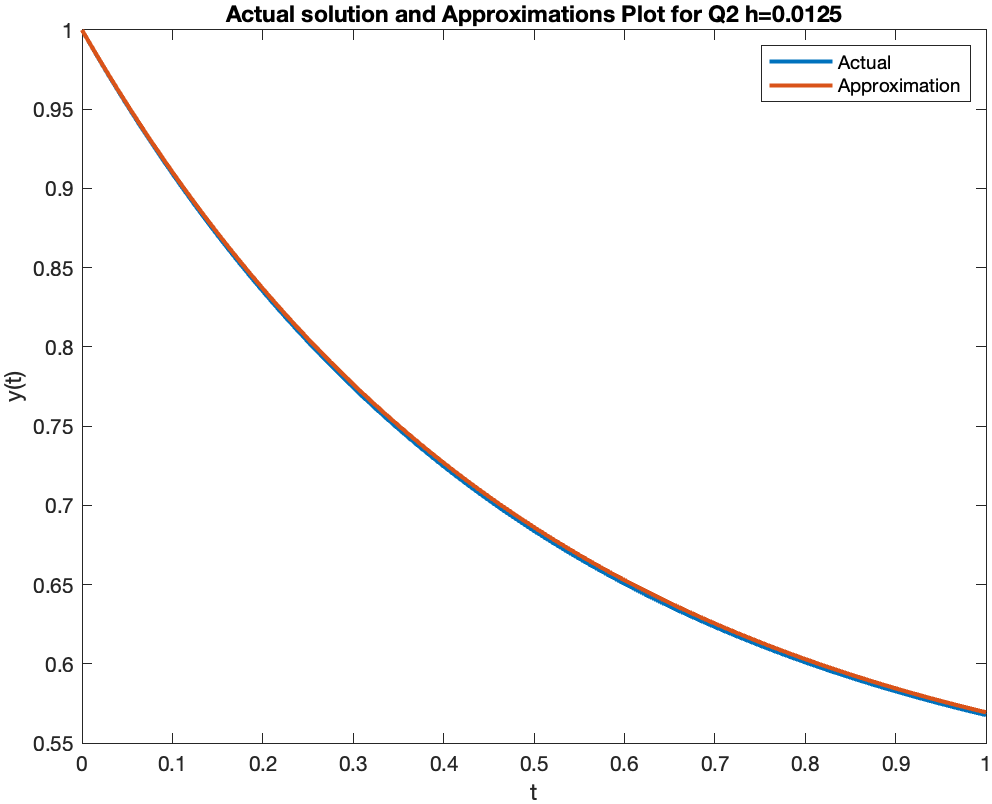 Actual solution and Approximations Plot for Q2 h=0.0125
Actual
Approximation
1
0.95
0.9
0.85
0.8
0.75
0.7
0.65
0.6
0.55
y(t)
0 0.1 0.2 0.3 0.4 0.5 0.6 0.7 0.8 0.9 1
t